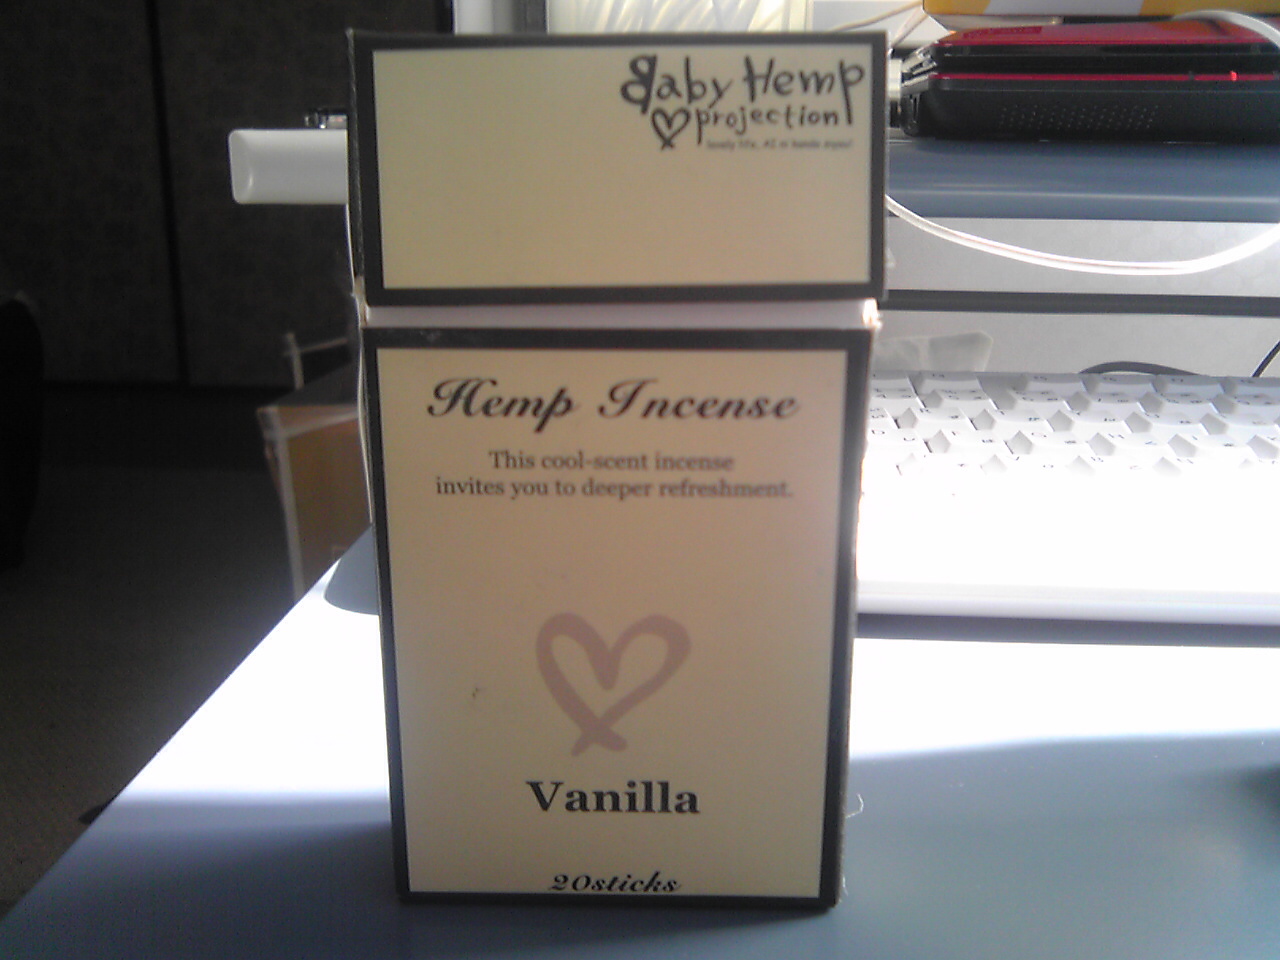 Baby Hemp
projection
Hemp Incense
This cool-scent incense
invites you to deeper refreshment.
Vanilla
20sticks